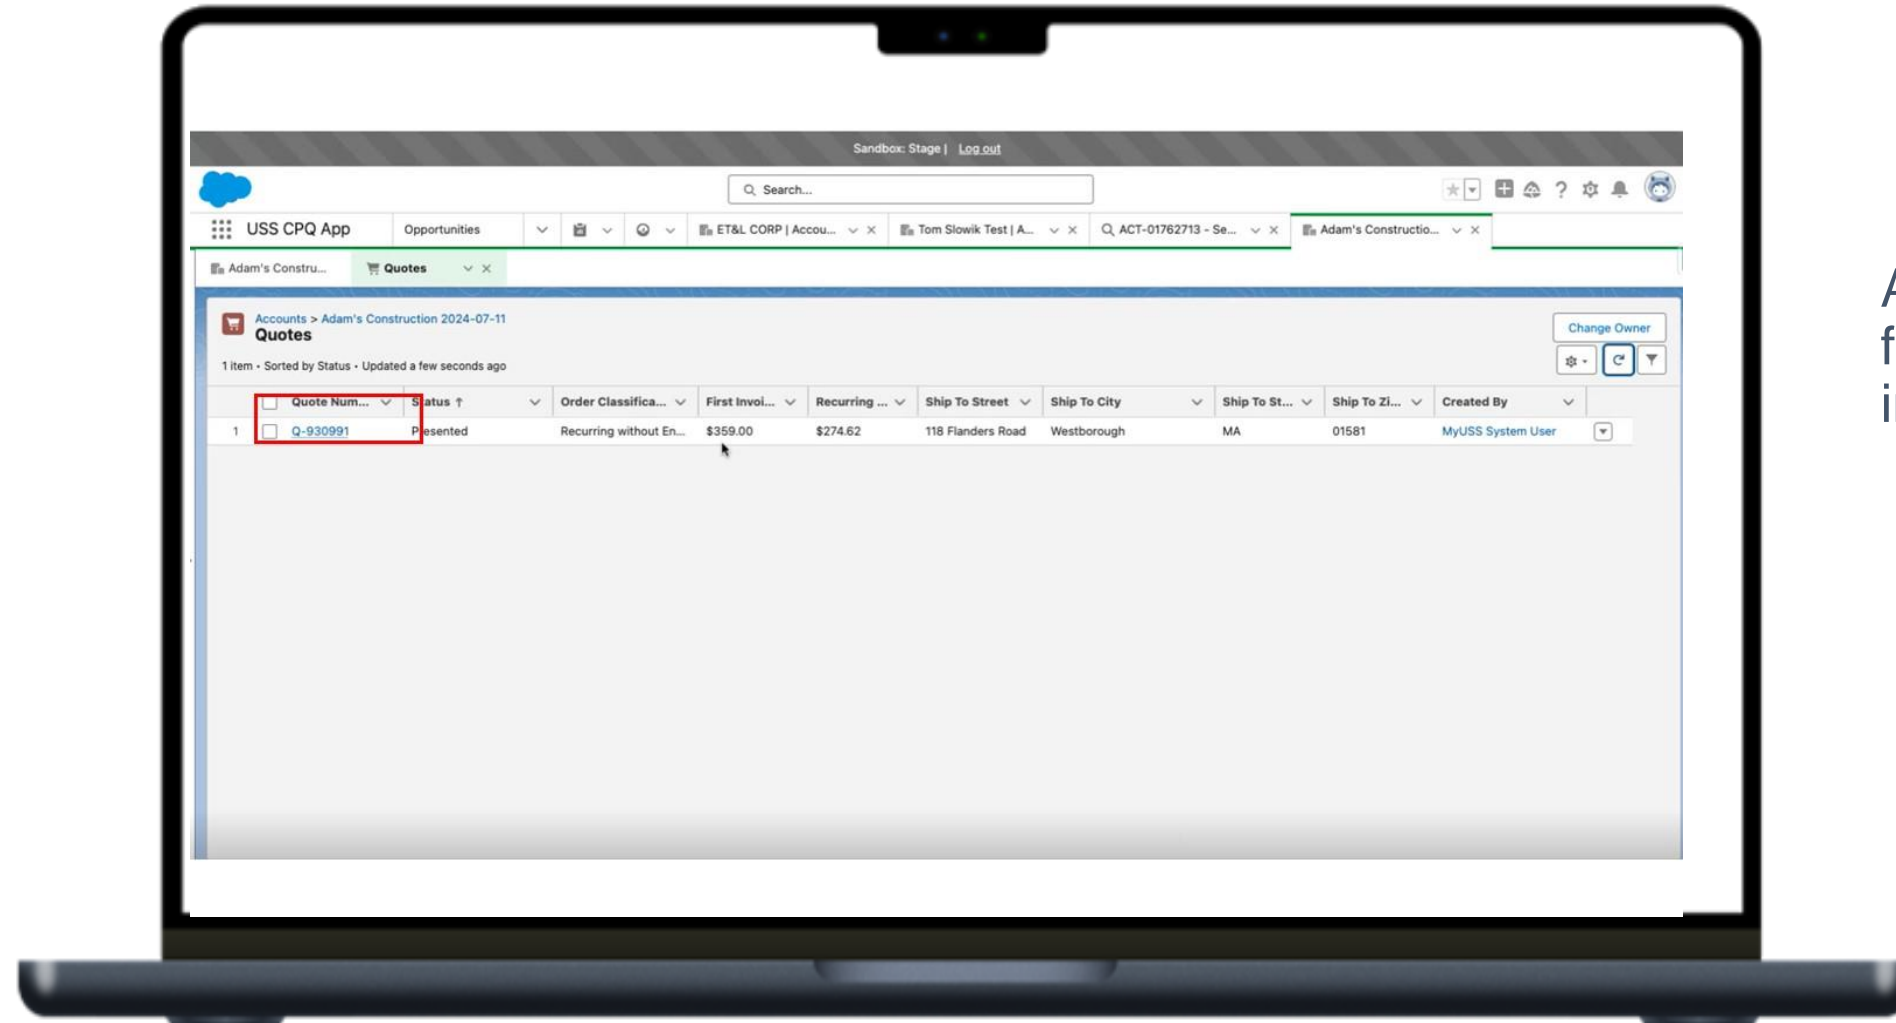 Sandbox: Stage | Log out
Search...
USS CPQ App Opportunities ET&L CORP | Accou... Tom Slowik Test | A... ACT-01762713 - Se... Adam's Constructio...
Adam's Constru... Quotes
Accounts > Adam's Construction 2024-07-11
Quotes
Change Owner
1 item • Sorted by Status • Updated a few seconds ago
Quote Num... Status ↑ Order Classifica... First Invoi... Recurring ... Ship To Street Ship To City Ship To St... Ship To Zi... Created By
1 Q-930991 Presented Recurring without En... $359.00 $274.62 118 Flanders Road Westborough MA 01581 MyUSS System User